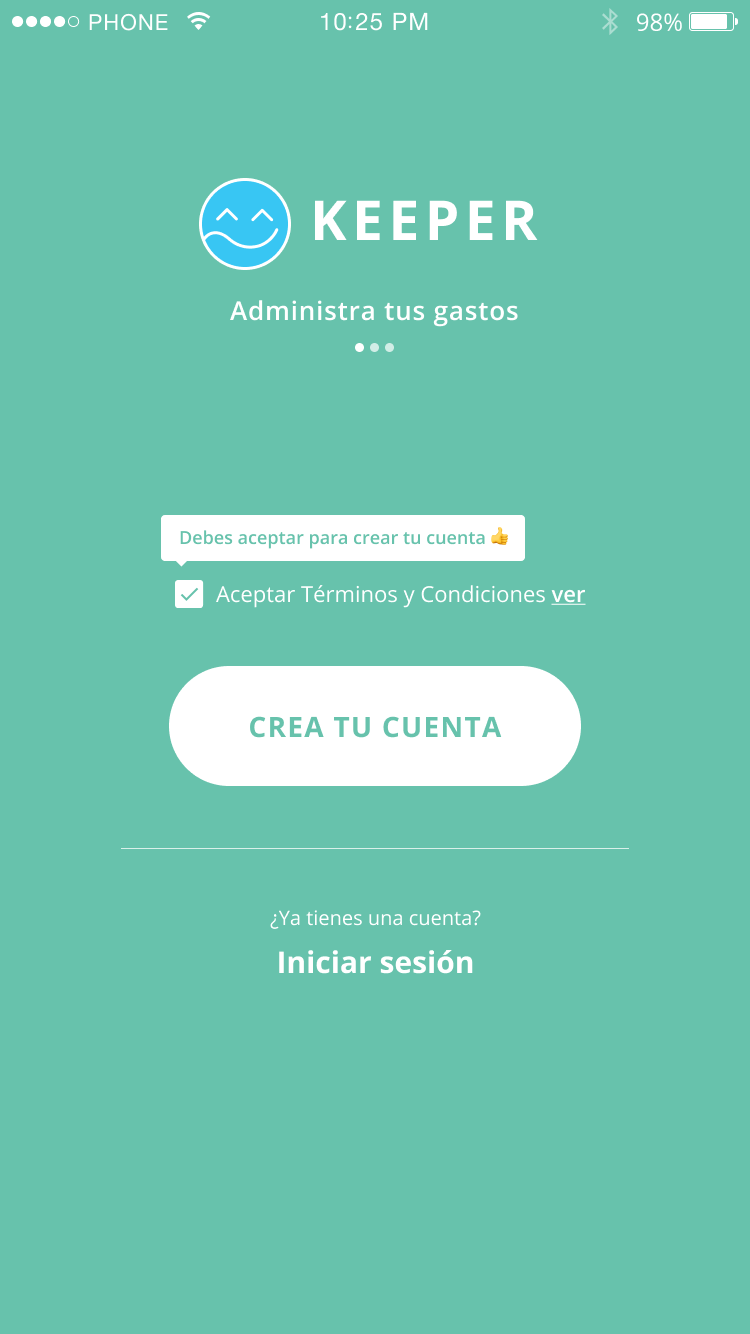 PHONE 10:25 PM 98%
KEEPER
Administra tus gastos
Debes aceptar para crear tu cuenta 👍
Aceptar Términos y Condiciones ver
CREA TU CUENTA
¿Ya tienes una cuenta?
Iniciar sesión